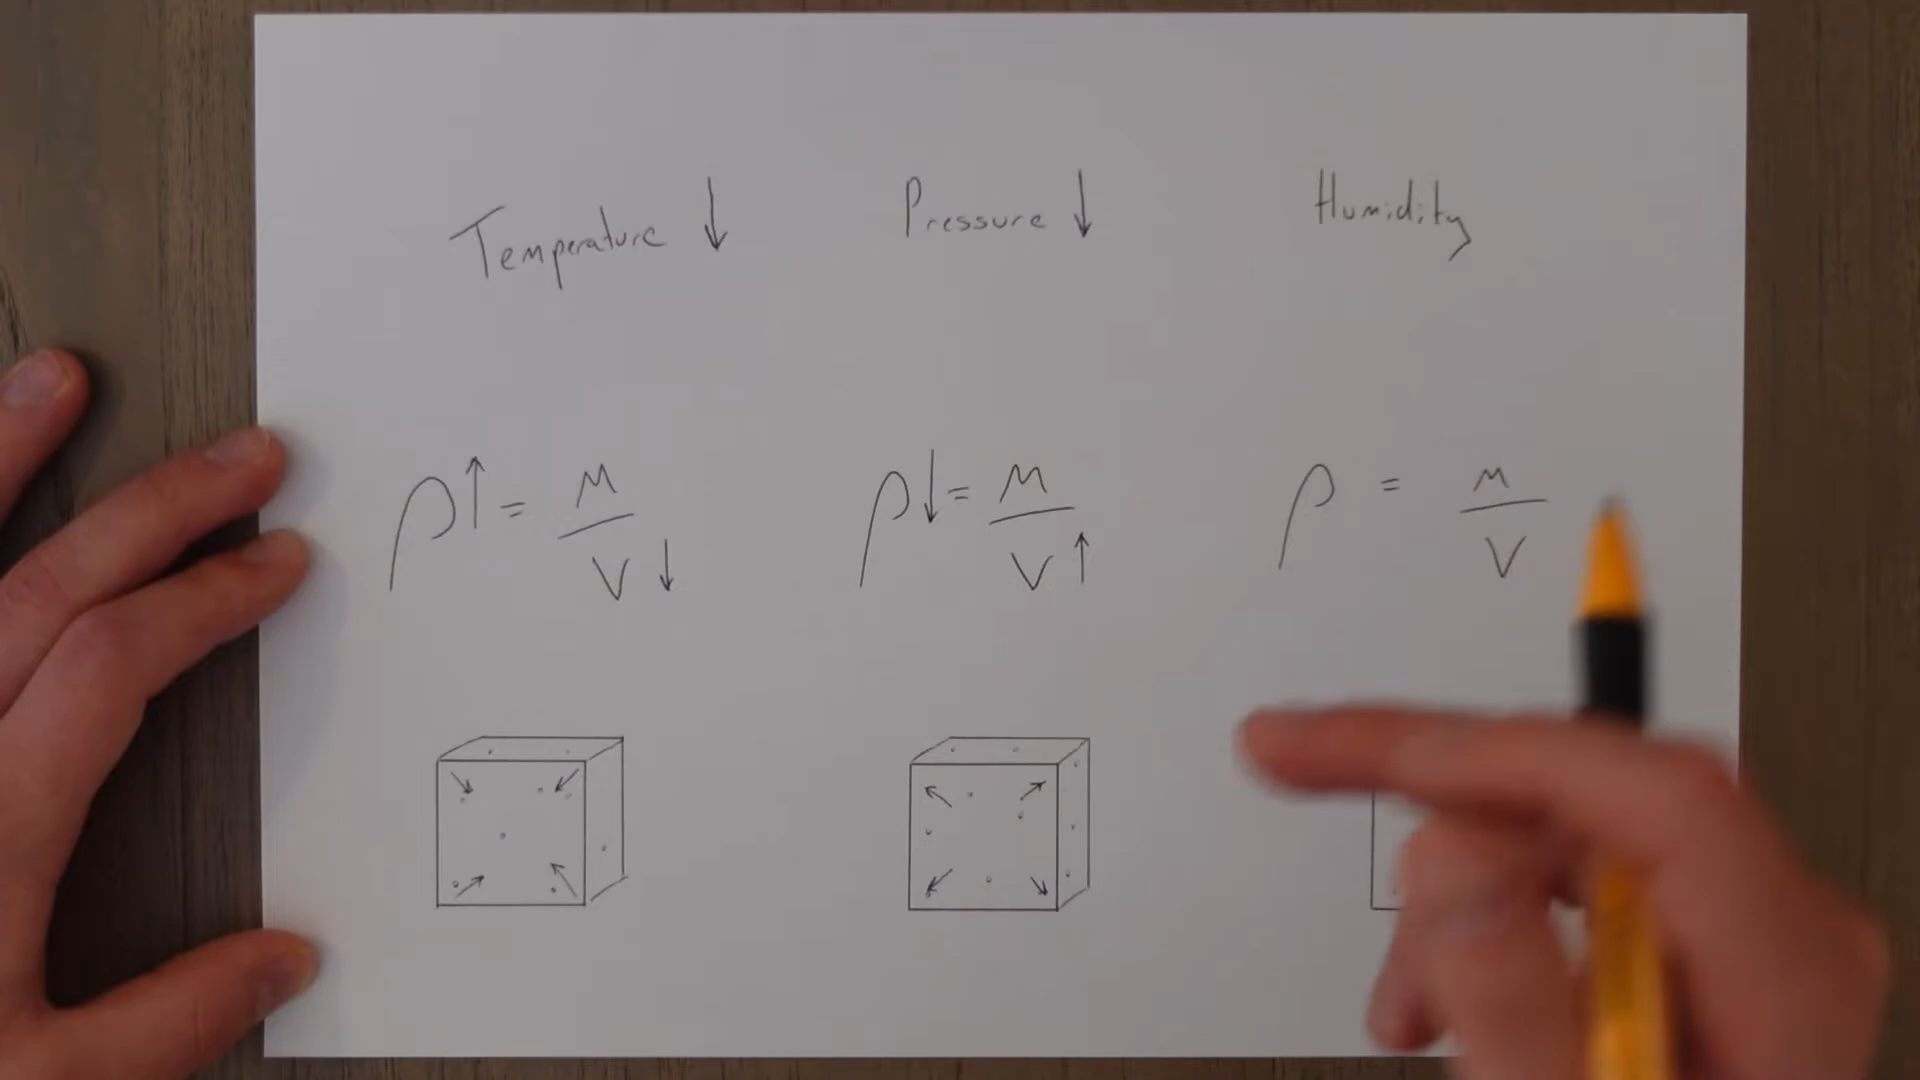 Temperature ↓
Pressure ↓
Humidity
ρ↑ = M/V↓
ρ↓ = M/V↑
ρ = M/V